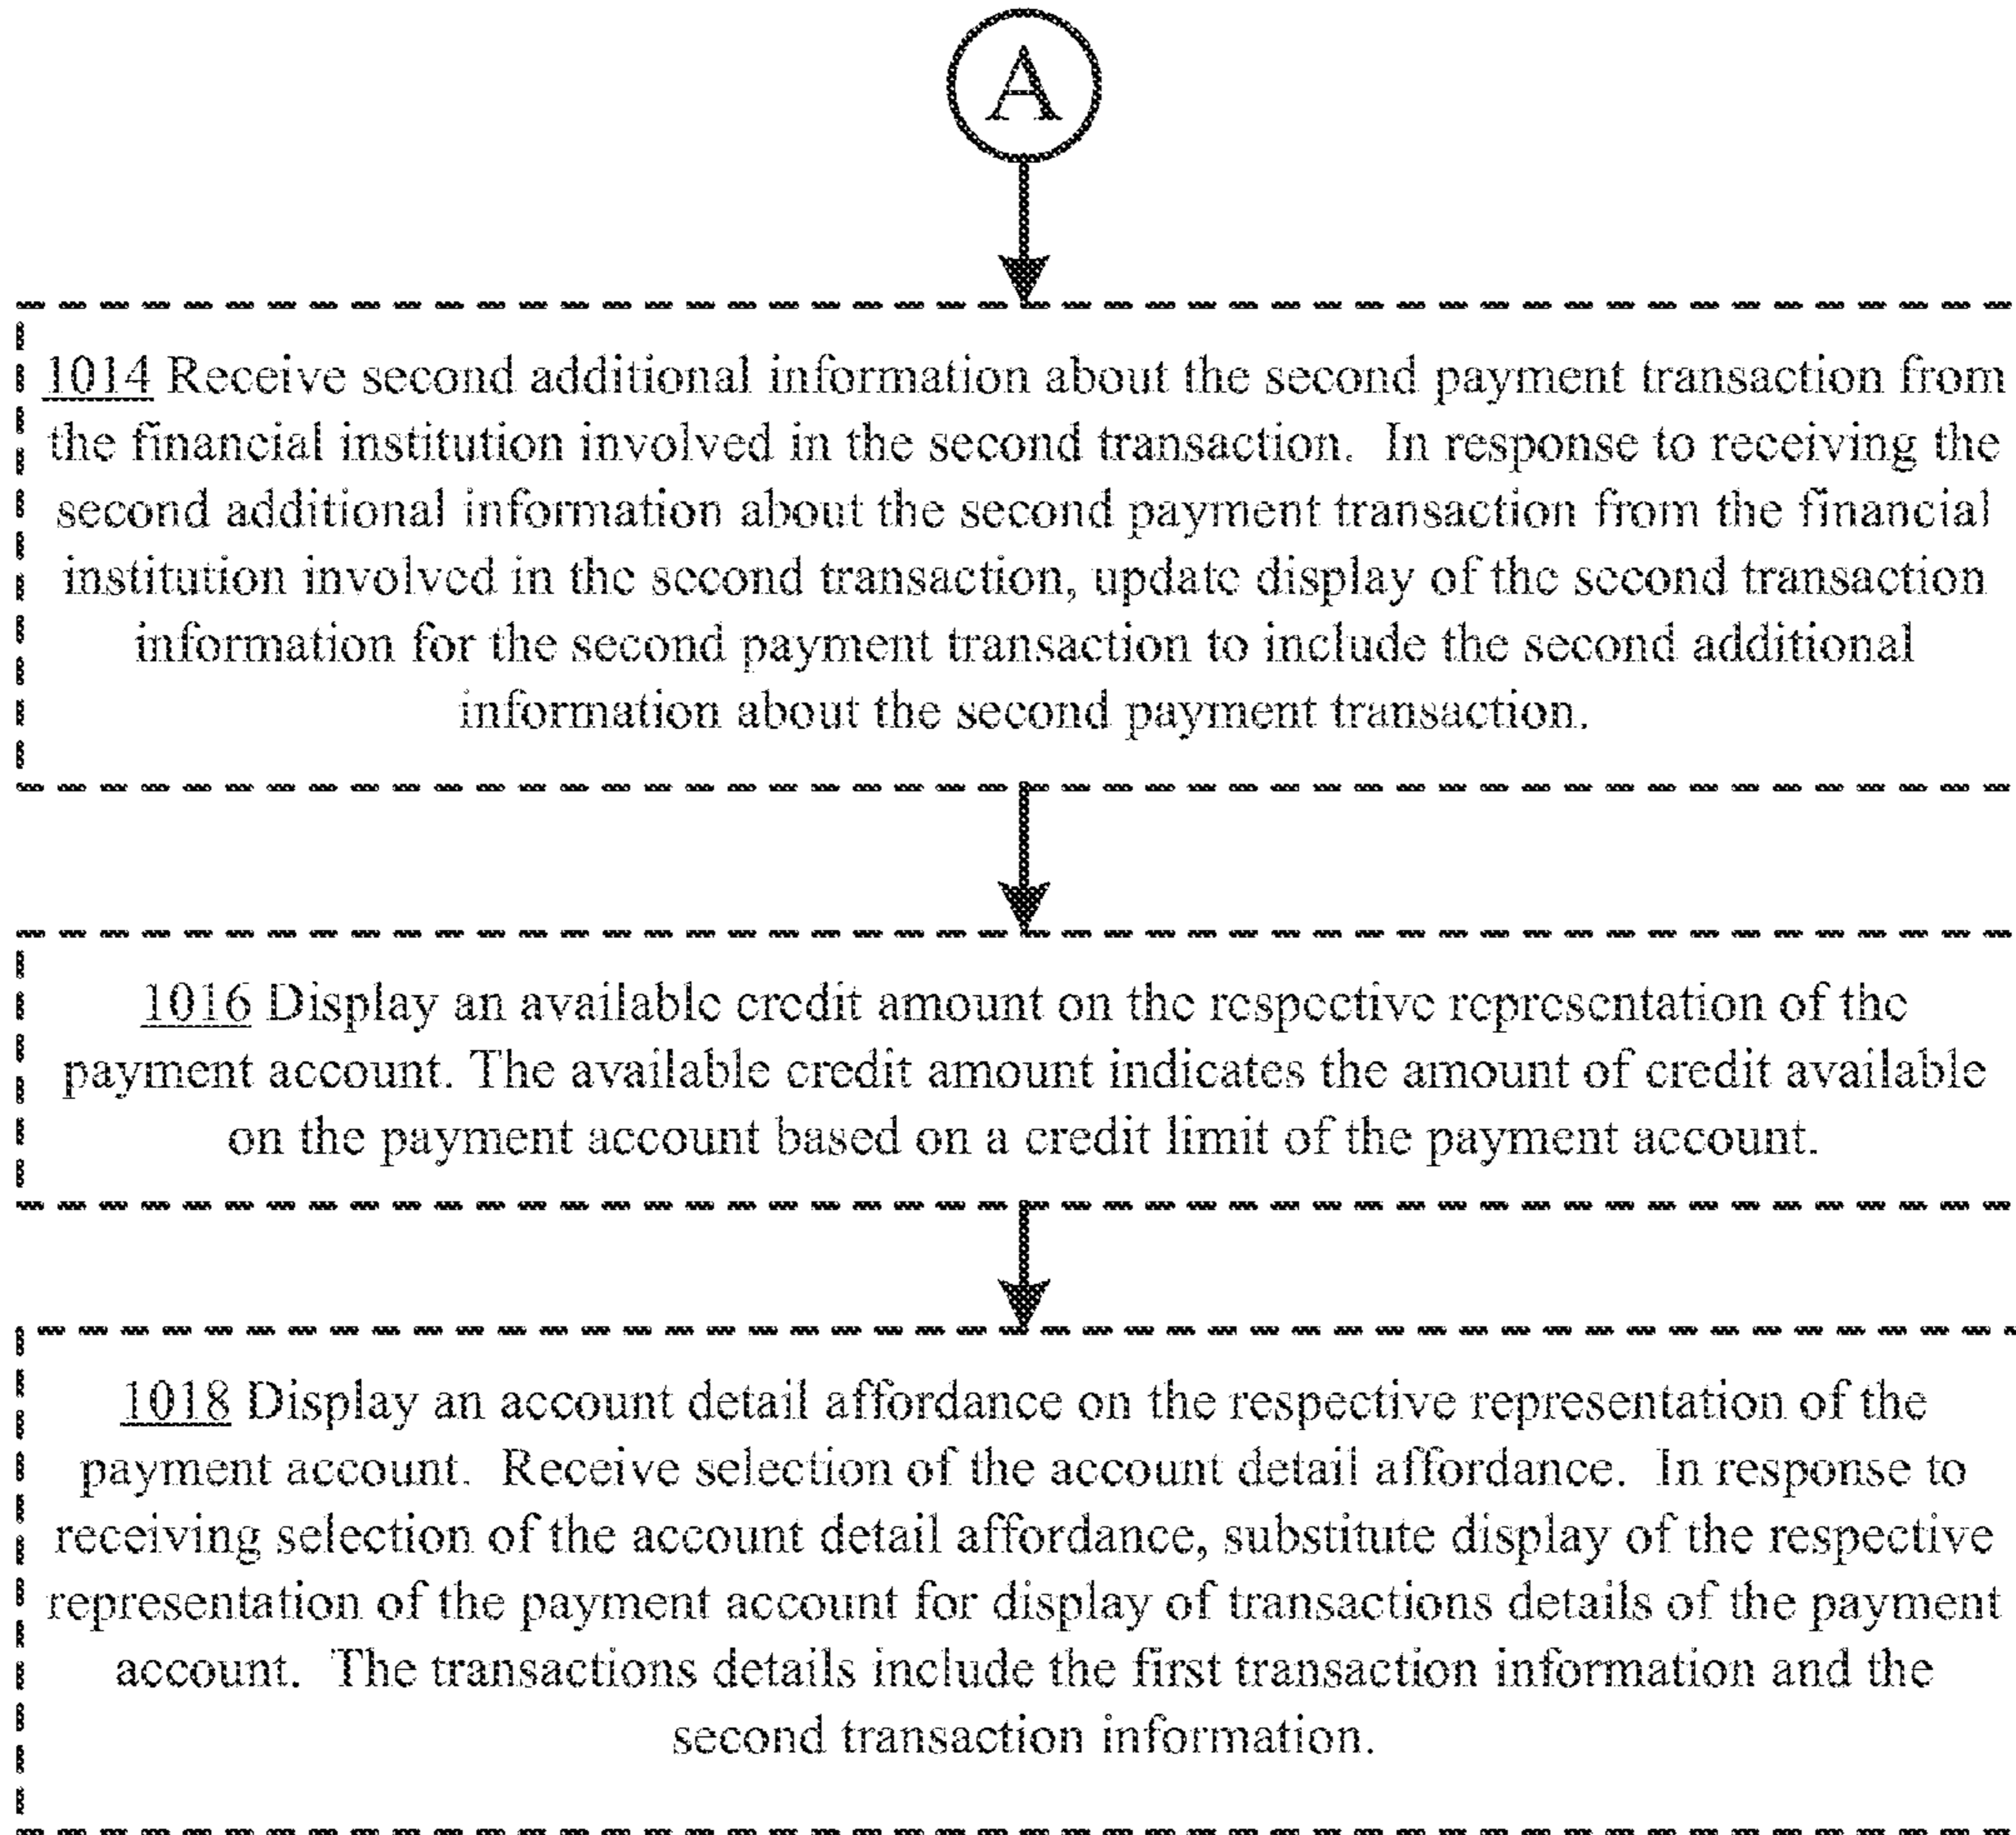 A
1014 Receive second additional information about the second payment transaction from
the financial institution involved in the second transaction. In response to receiving the
second additional information about the second payment transaction from the financial
institution involved in the second transaction, update display of the second transaction
information for the second payment transaction to include the second additional
information about the second payment transaction.
1016 Display an available credit amount on the respective representation of the
payment account. The available credit amount indicates the amount of credit available
on the payment account based on a credit limit of the payment account.
1018 Display an account detail affordance on the respective representation of the
payment account. Receive selection of the account detail affordance. In response to
receiving selection of the account detail affordance, substitute display of the respective
representation of the payment account for display of transactions details of the payment
account. The transactions details include the first transaction information and the
second transaction information.